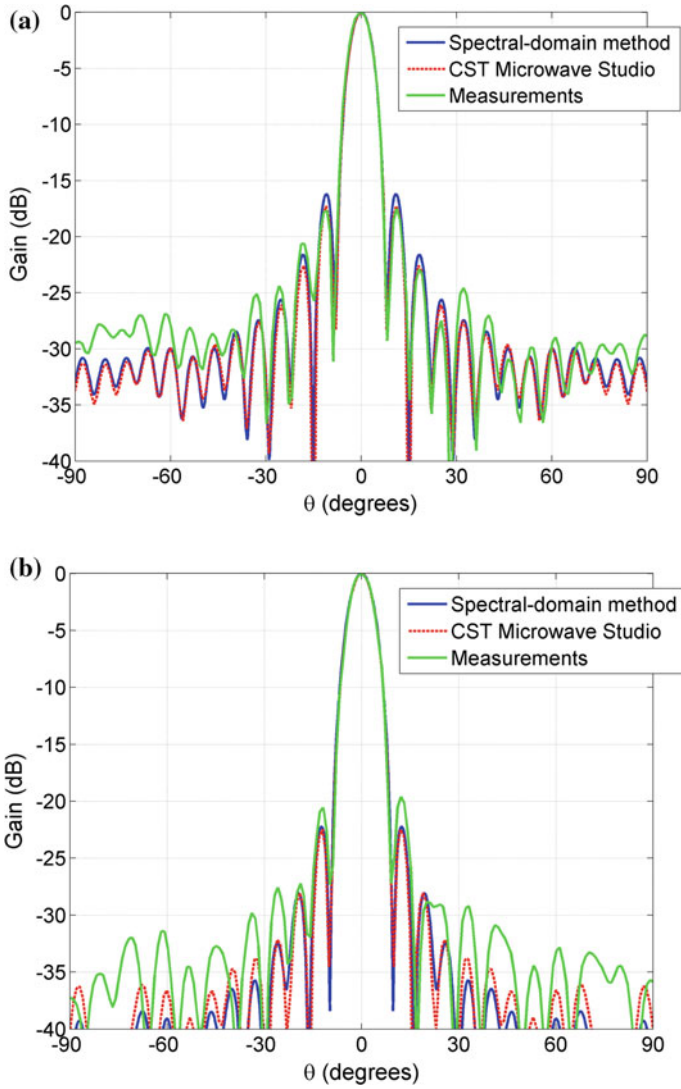 (a)
0
-5
-10
-15
-20
-25
-30
-35
-40
Gain (dB)
Spectral-domain method
CST Microwave Studio
Measurements
-90 -60 -30 0 30 60 90
θ (degrees)
(b)
0
-5
-10
-15
-20
-25
-30
-35
-40
Gain (dB)
Spectral-domain method
CST Microwave Studio
Measurements
-90 -60 -30 0 30 60 90
θ (degrees)